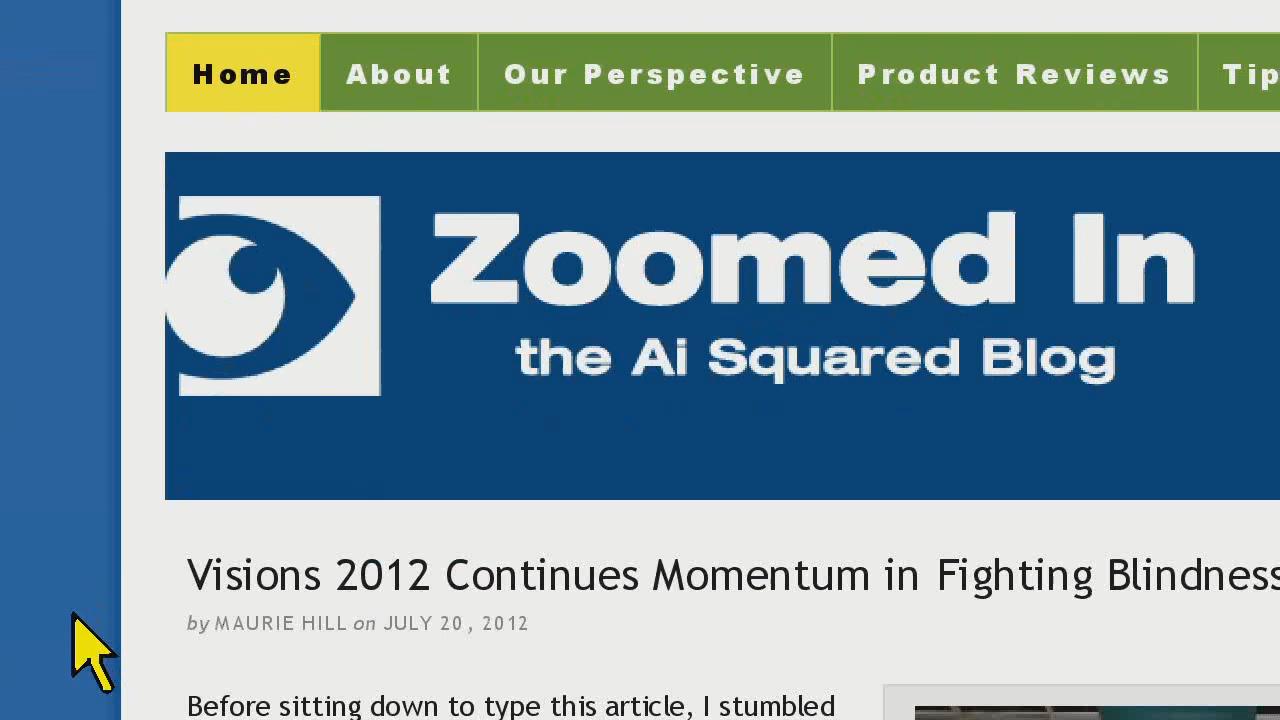 Home About Our Perspective Product Reviews Tip
Zoomed In
the Ai Squared Blog
Visions 2012 Continues Momentum in Fighting Blindness
by MAURIE HILL on JULY 20, 2012
Before sitting down to type this article, I stumbled